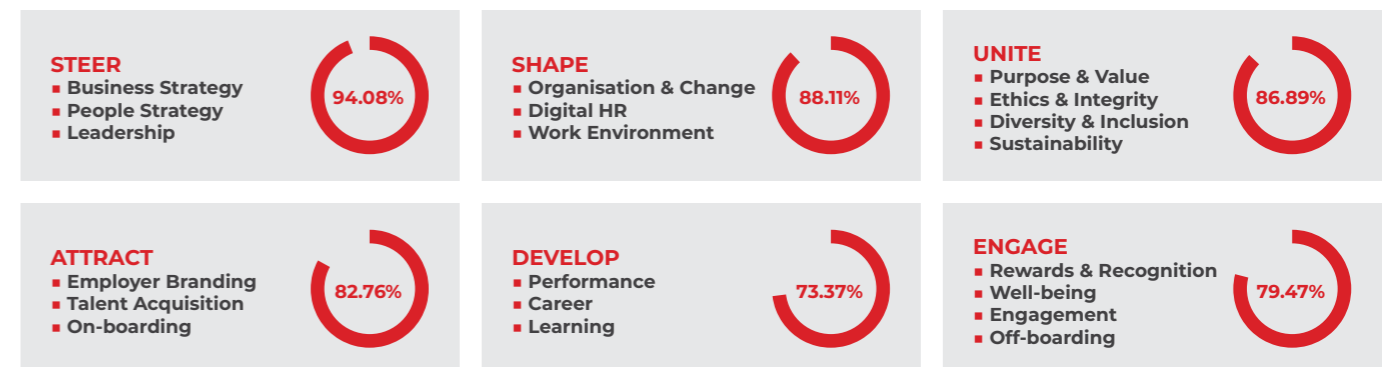 STEER
▪ Business Strategy
▪ People Strategy
▪ Leadership
94.08%
SHAPE
▪ Organisation & Change
▪ Digital HR
▪ Work Environment
88.11%
UNITE
▪ Purpose & Value
▪ Ethics & Integrity
▪ Diversity & Inclusion
▪ Sustainability
86.89%
ATTRACT
▪ Employer Branding
▪ Talent Acquisition
▪ On-boarding
82.76%
DEVELOP
▪ Performance
▪ Career
▪ Learning
73.37%
ENGAGE
▪ Rewards & Recognition
▪ Well-being
▪ Engagement
▪ Off-boarding
79.47%